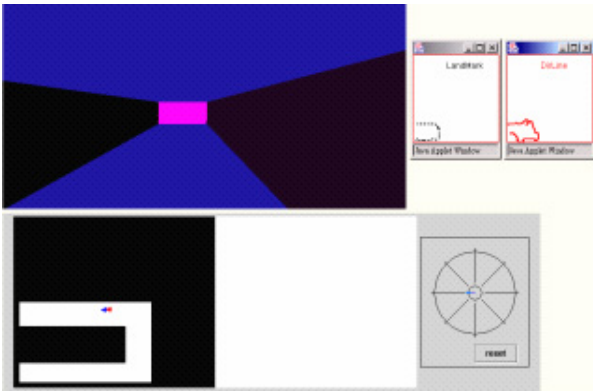 LandMark
DirLine
Java Applet Window
Java Applet Window
reset